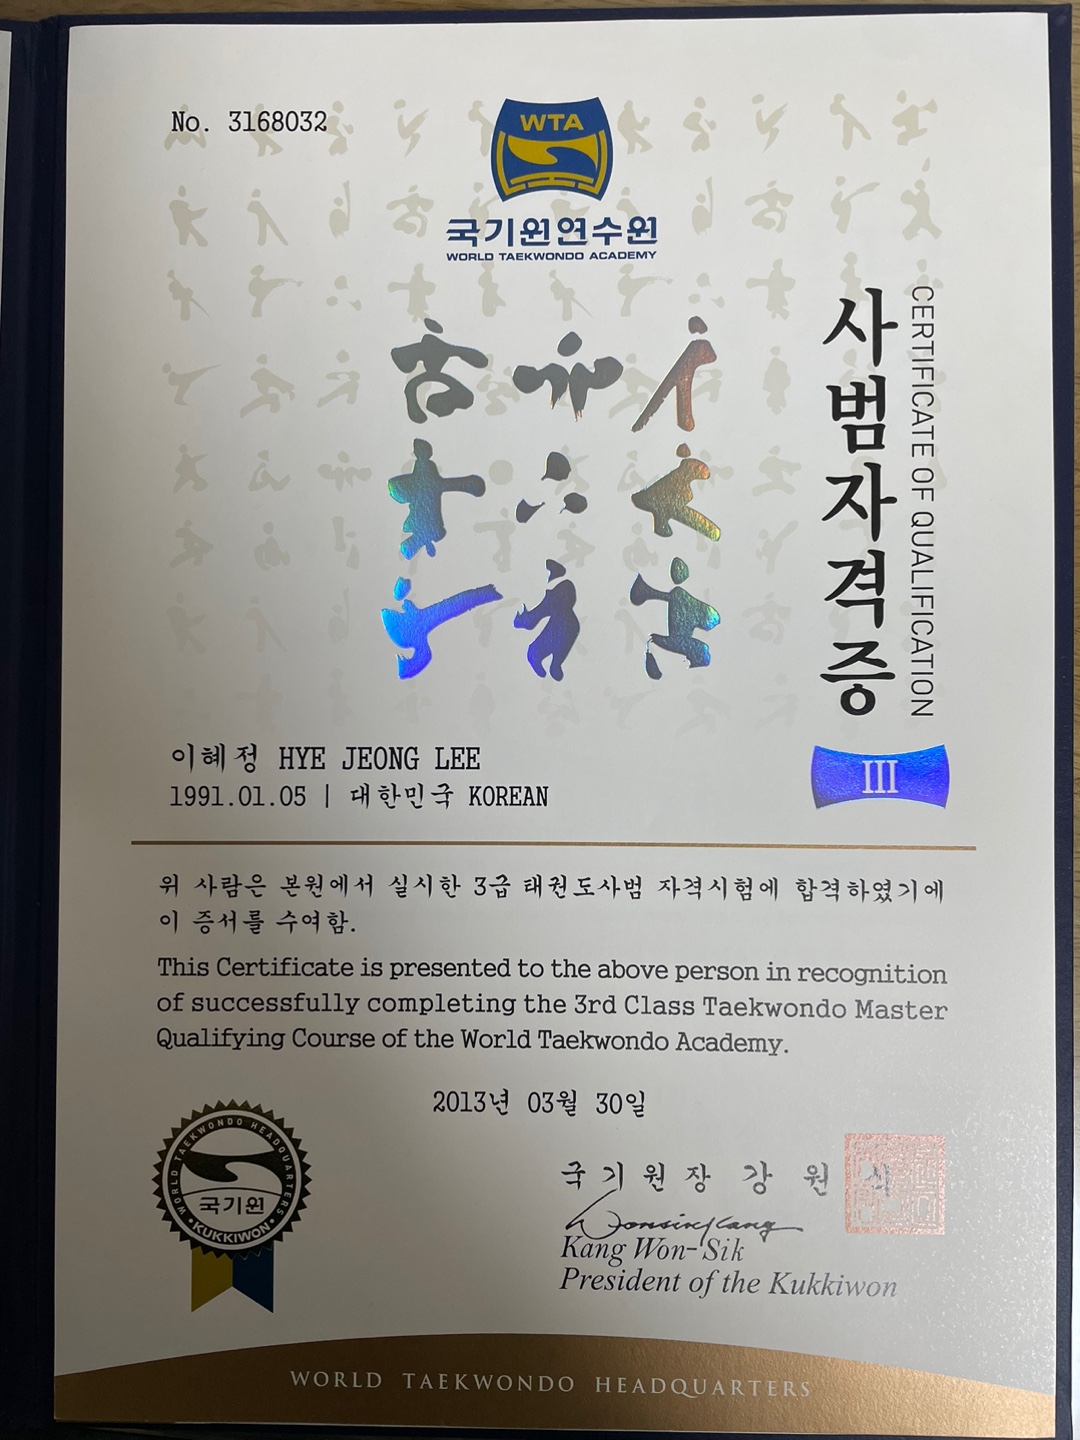 No. 3168032
WTA
국기원연수원
WORLD TAEKWONDO ACADEMY
사범자격증
CERTIFICATE OF QUALIFICATION
III
이혜정 HYE JEONG LEE
1991.01.05 | 대한민국 KOREAN
위 사람은 본원에서 실시한 3급 태권도사범 자격시험에 합격하였기에
이 증서를 수여함.
This Certificate is presented to the above person in recognition
of successfully completing the 3rd Class Taekwondo Master
Qualifying Course of the World Taekwondo Academy.
2013년 03월 30일
WORLD TAEKWONDO HEADQUARTERS
국기원
KUKKIWON
국기원장 강 원 식
Wonsik Kang
Kang Won-Sik
President of the Kukkiwon
WORLD TAEKWONDO HEADQUARTERS